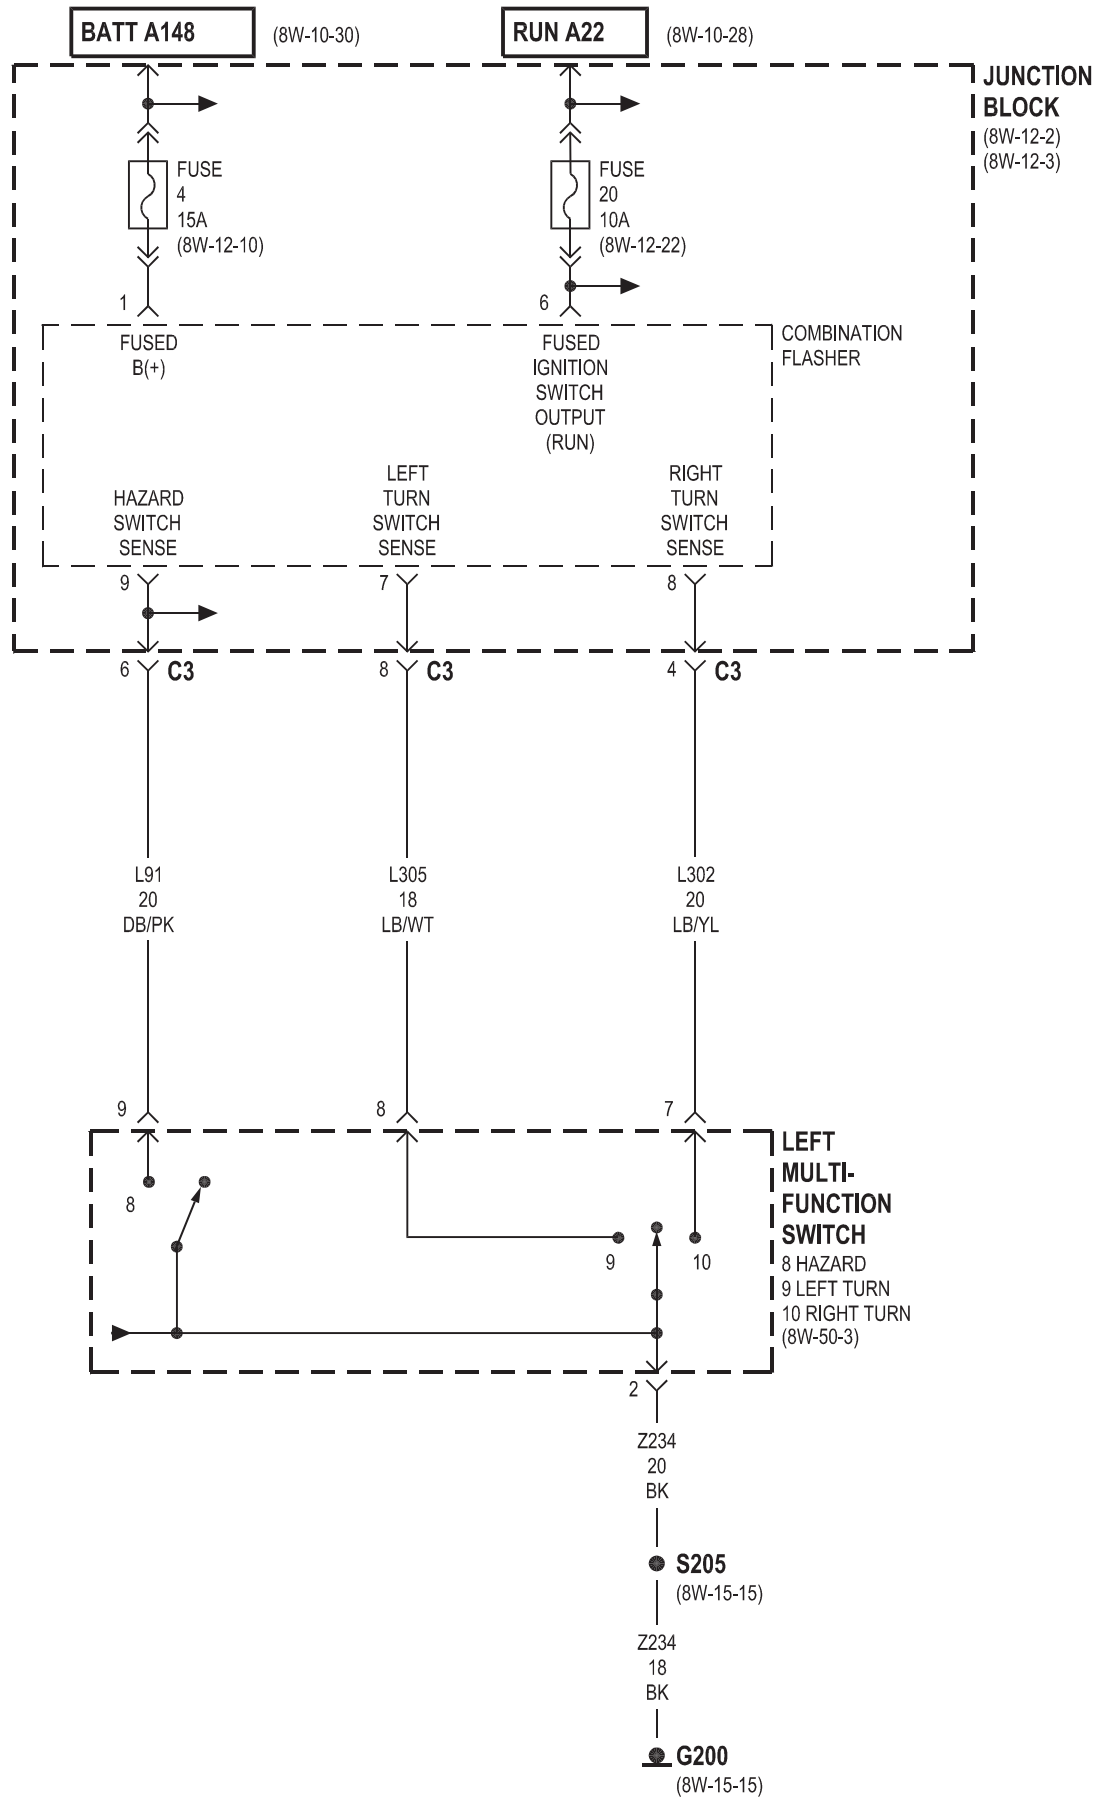 BATT A148
(8W-10-30)
RUN A22
(8W-10-28)
JUNCTION
BLOCK
(8W-12-2)
(8W-12-3)
FUSE
4
15A
(8W-12-10)
FUSE
20
10A
(8W-12-22)
1
6
COMBINATION
FLASHER
FUSED
B(+)
FUSED
IGNITION
SWITCH
OUTPUT
(RUN)
HAZARD
SWITCH
SENSE
LEFT
TURN
SWITCH
SENSE
RIGHT
TURN
SWITCH
SENSE
9
7
8
6
C3
8
C3
4
C3
L91
20
DB/PK
L305
18
LB/WT
L302
20
LB/YL
9
8
7
LEFT
MULTI-
FUNCTION
SWITCH
8 HAZARD
9 LEFT TURN
10 RIGHT TURN
(8W-50-3)
8
9
10
2
Z234
20
BK
S205
(8W-15-15)
Z234
18
BK
G200
(8W-15-15)